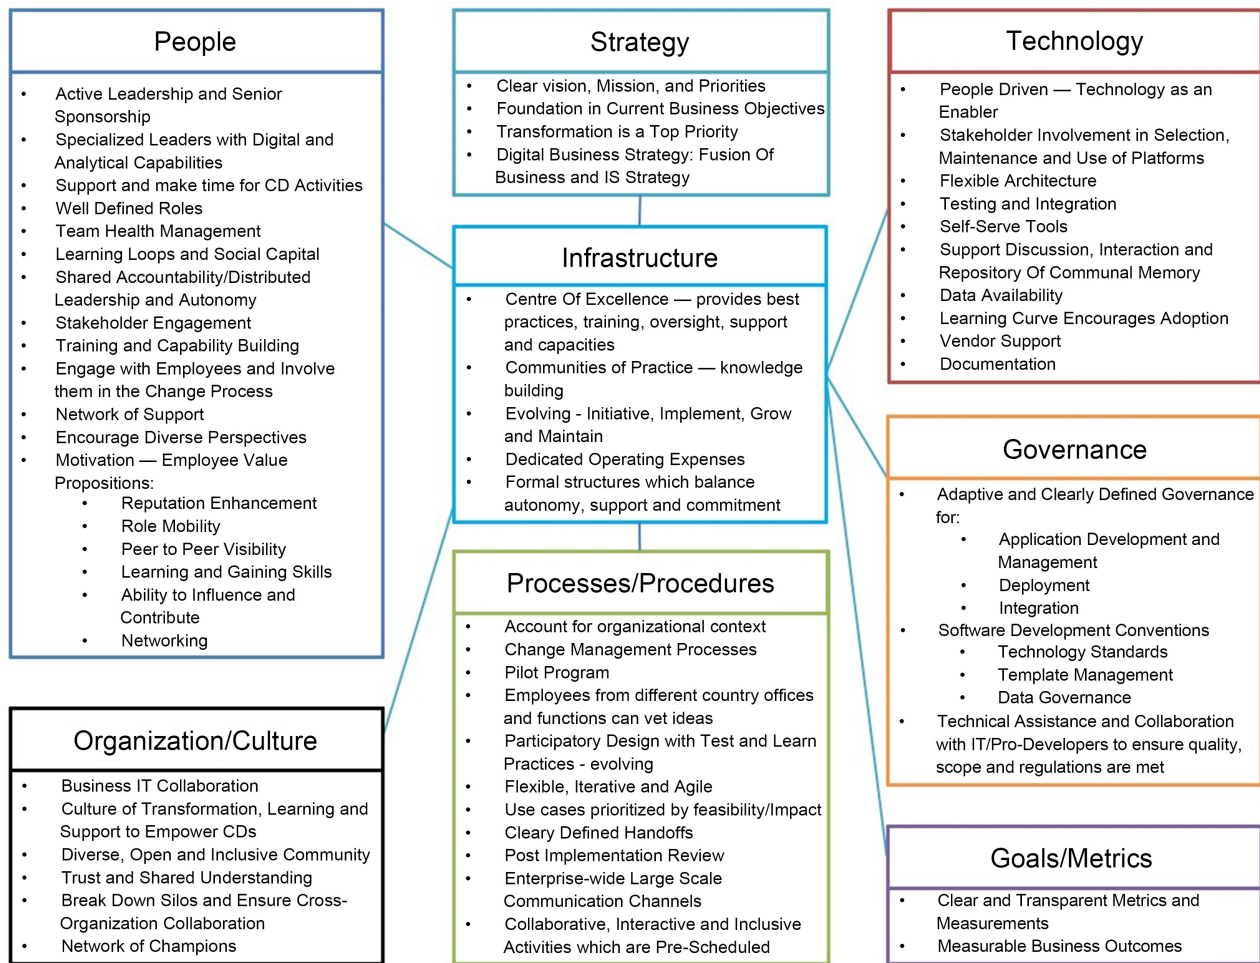 People
• Active Leadership and Senior
Sponsorship
• Specialized Leaders with Digital and
Analytical Capabilities
• Support and make time for CD Activities
• Well Defined Roles
• Team Health Management
• Learning Loops and Social Capital
• Shared Accountability/Distributed
Leadership and Autonomy
• Stakeholder Engagement
• Training and Capability Building
• Engage with Employees and Involve
them in the Change Process
• Network of Support
• Encourage Diverse Perspectives
• Motivation — Employee Value
Propositions:
• Reputation Enhancement
• Role Mobility
• Peer to Peer Visibility
• Learning and Gaining Skills
• Ability to Influence and
Contribute
• Networking
Organization/Culture
• Business IT Collaboration
• Culture of Transformation, Learning and
Support to Empower CDs
• Diverse, Open and Inclusive Community
• Trust and Shared Understanding
• Break Down Silos and Ensure Cross-
Organization Collaboration
• Network of Champions
Strategy
• Clear vision, Mission, and Priorities
• Foundation in Current Business Objectives
• Transformation is a Top Priority
• Digital Business Strategy: Fusion Of
Business and IS Strategy
Infrastructure
• Centre Of Excellence — provides best
practices, training, oversight, support
and capacities
• Communities of Practice — knowledge
building
• Evolving - Initiative, Implement, Grow
and Maintain
• Dedicated Operating Expenses
• Formal structures which balance
autonomy, support and commitment
Processes/Procedures
• Account for organizational context
• Change Management Processes
• Pilot Program
• Employees from different country offices
and functions can vet ideas
• Participatory Design with Test and Learn
Practices - evolving
• Flexible, Iterative and Agile
• Use cases prioritized by feasibility/Impact
• Cleary Defined Handoffs
• Post Implementation Review
• Enterprise-wide Large Scale
Communication Channels
• Collaborative, Interactive and Inclusive
Activities which are Pre-Scheduled
Technology
• People Driven — Technology as an
Enabler
• Stakeholder Involvement in Selection,
Maintenance and Use of Platforms
• Flexible Architecture
• Testing and Integration
• Self-Serve Tools
• Support Discussion, Interaction and
Repository Of Communal Memory
• Data Availability
• Learning Curve Encourages Adoption
• Vendor Support
• Documentation
Governance
• Adaptive and Clearly Defined Governance
for:
• Application Development and
Management
• Deployment
• Integration
• Software Development Conventions
• Technology Standards
• Template Management
• Data Governance
• Technical Assistance and Collaboration
with IT/Pro-Developers to ensure quality,
scope and regulations are met
Goals/Metrics
• Clear and Transparent Metrics and
Measurements
• Measurable Business Outcomes